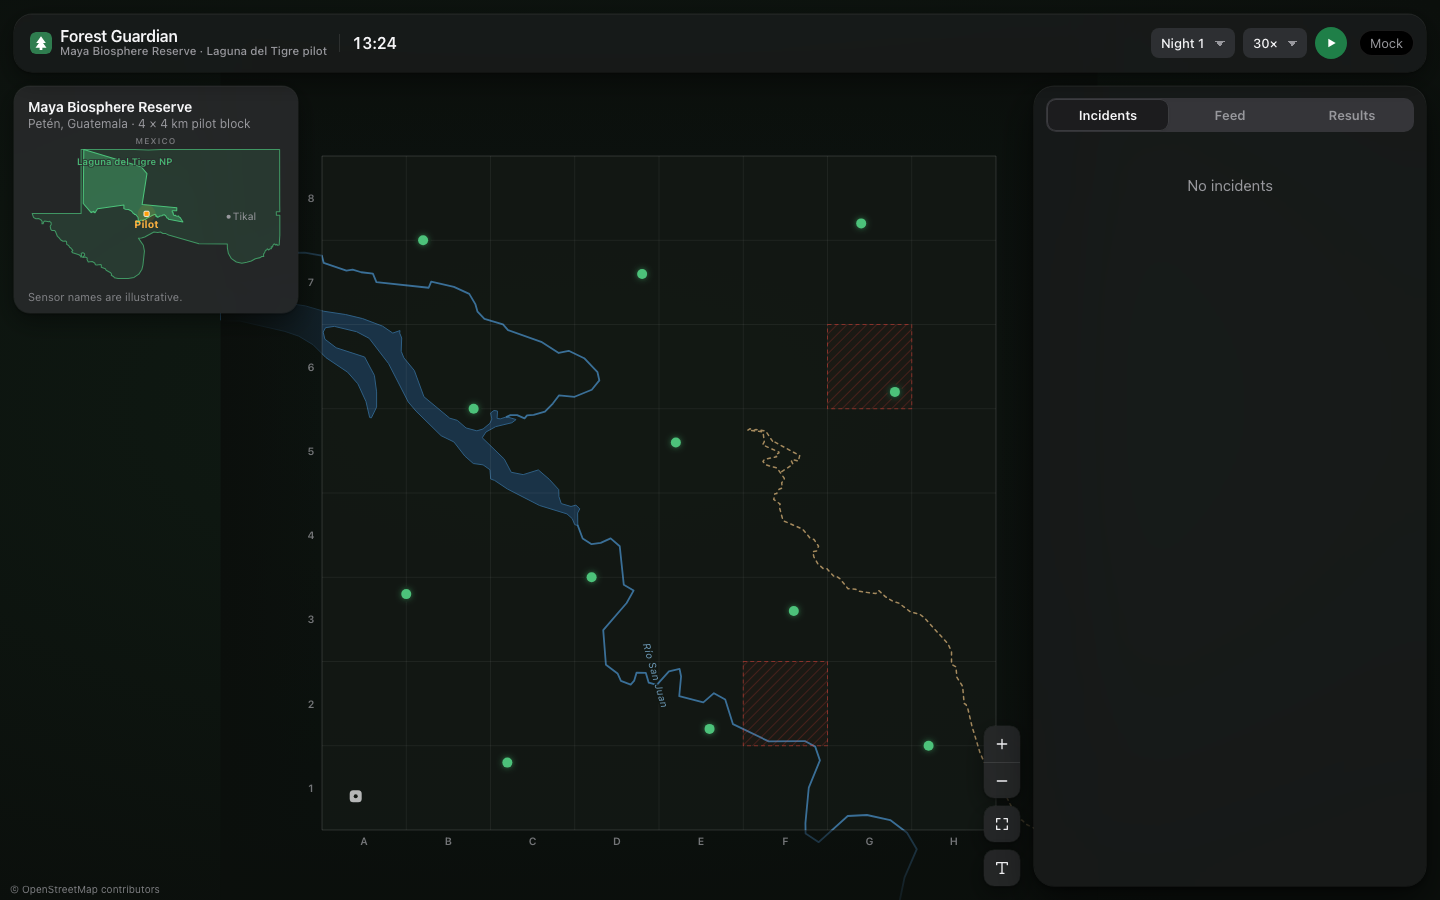 Forest Guardian
Maya Biosphere Reserve · Laguna del Tigre pilot
13:24
Night 1
30×
Mock
Maya Biosphere Reserve
Petén, Guatemala · 4 × 4 km pilot block
MEXICO
Laguna del Tigre NP
Tikal
Pilot
Sensor names are illustrative.
Incidents
Feed
Results
No incidents
8
7
6
5
4
3
2
1
Río San Juan
A
B
C
D
E
F
G
H
+
−
T
© OpenStreetMap contributors